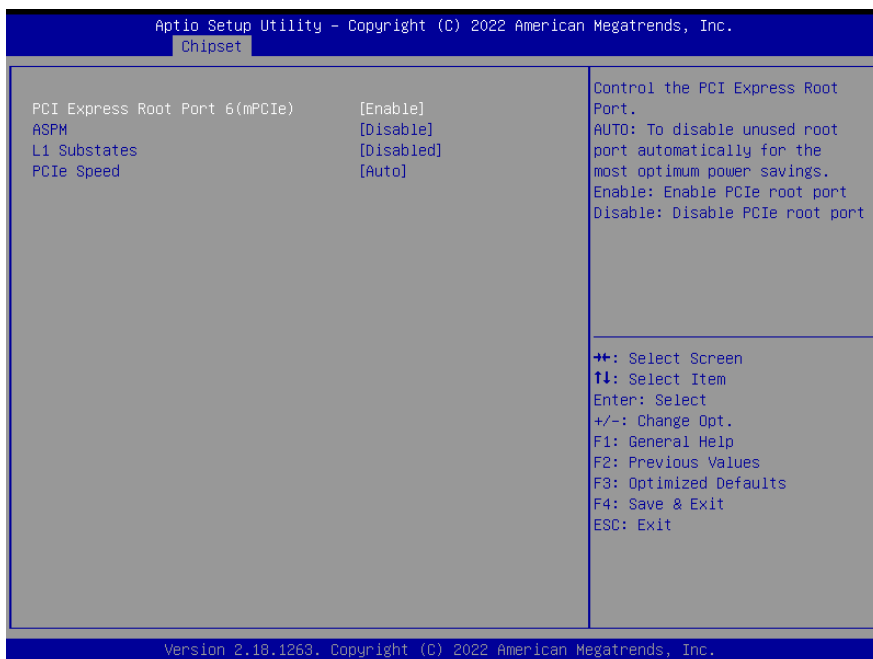 Aptio Setup Utility – Copyright (C) 2022 American Megatrends, Inc.
Chipset
PCI Express Root Port 6(mPCIe) [Enable]
ASPM [Disable]
L1 Substates [Disabled]
PCIe Speed [Auto]
Control the PCI Express Root
Port.
AUTO: To disable unused root
port automatically for the
most optimum power savings.
Enable: Enable PCIe root port
Disable: Disable PCIe root port
→←: Select Screen
↑↓: Select Item
Enter: Select
+/-: Change Opt.
F1: General Help
F2: Previous Values
F3: Optimized Defaults
F4: Save & Exit
ESC: Exit
Version 2.18.1263. Copyright (C) 2022 American Megatrends, Inc.